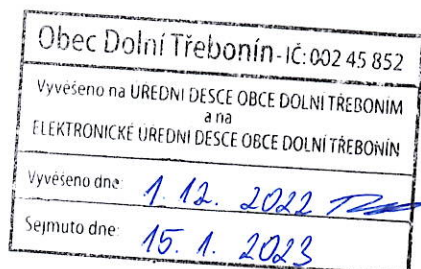 Obec Dolní Třebonín - IČ: 002 45 852
Vyvěšeno na ÚŘEDNÍ DESCE OBCE DOLNÍ TŘEBONÍM
a na
ELEKTRONICKÉ ÚŘEDNÍ DESCE OBCE DOLNÍ TŘEBONÍN
Vyvěšeno dne: 1. 12. 2022
Sejmuto dne: 15. 1. 2023